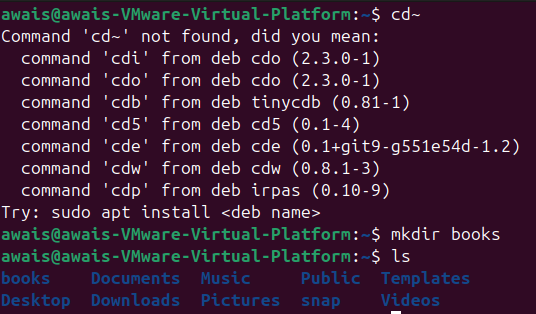 awais@awais-VMware-Virtual-Platform:~$ cd~
Command 'cd~' not found, did you mean:
  command 'cdi' from deb cdo (2.3.0-1)
  command 'cdo' from deb cdo (2.3.0-1)
  command 'cdb' from deb tinycdb (0.81-1)
  command 'cd5' from deb cd5 (0.1-4)
  command 'cde' from deb cde (0.1+git9-g551e54d-1.2)
  command 'cdw' from deb cdw (0.8.1-3)
  command 'cdp' from deb irpas (0.10-9)
Try: sudo apt install <deb name>
awais@awais-VMware-Virtual-Platform:~$ mkdir books
awais@awais-VMware-Virtual-Platform:~$ ls
books    Documents  Music     Public  Templates
Desktop  Downloads  Pictures  snap    Videos